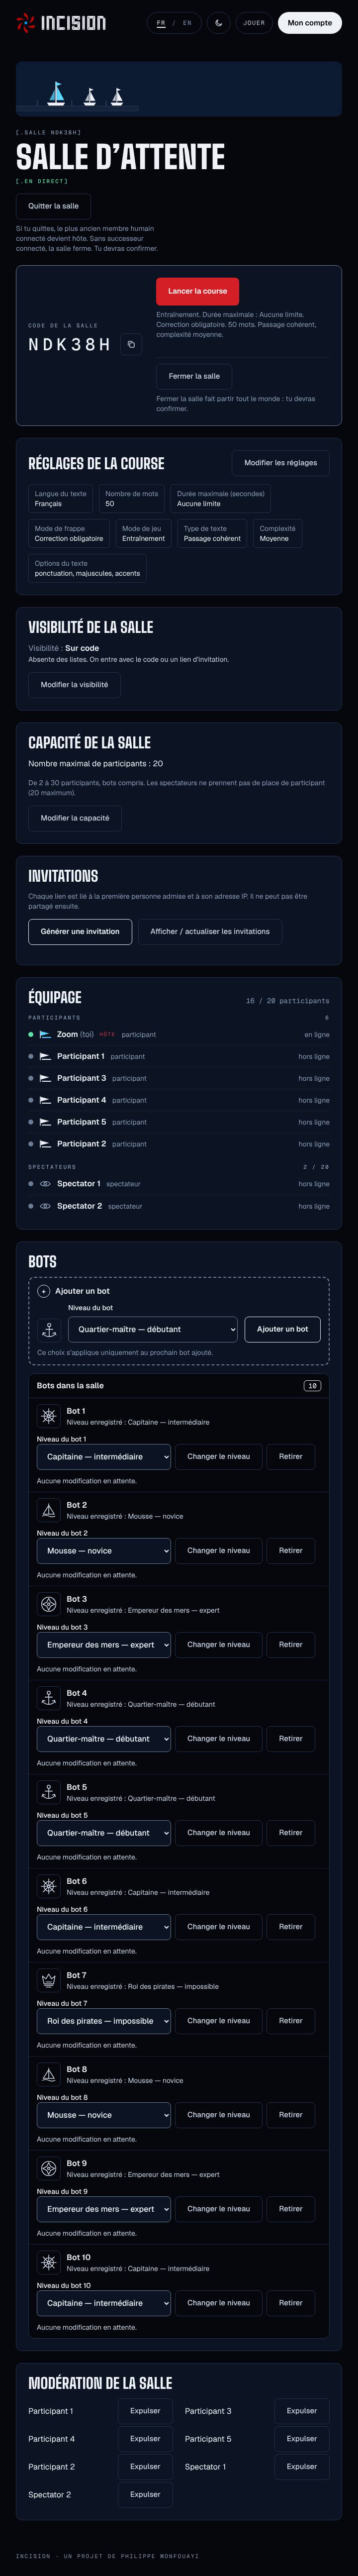 INCISION
FR / EN
JOUER
Mon compte
[.SALLE NDK38H]
SALLE D'ATTENTE
[.EN DIRECT]
Quitter la salle
Si tu quittes, le plus ancien membre humain
connecté devient hôte. Sans successeur
connecté, la salle ferme. Tu devras confirmer.
CODE DE LA SALLE
NDK38H
Lancer la course
Entraînement. Durée maximale : Aucune limite.
Correction obligatoire. 50 mots. Passage cohérent,
complexité moyenne.
Fermer la salle
Fermer la salle fait partir tout le monde : tu devras
confirmer.
RÉGLAGES DE LA COURSE
Modifier les réglages
Langue du texte
Français
Nombre de mots
50
Durée maximale (secondes)
Aucune limite
Mode de frappe
Correction obligatoire
Mode de jeu
Entraînement
Type de texte
Passage cohérent
Complexité
Moyenne
Options du texte
ponctuation, majuscules, accents
VISIBILITÉ DE LA SALLE
Visibilité : Sur code
Absente des listes. On entre avec le code ou un lien d'invitation.
Modifier la visibilité
CAPACITÉ DE LA SALLE
Nombre maximal de participants : 20
De 2 à 30 participants, bots compris. Les spectateurs ne prennent pas de place de participant
(20 maximum).
Modifier la capacité
INVITATIONS
Chaque lien est lié à la première personne admise et à son adresse IP. Il ne peut pas être
partagé ensuite.
Générer une invitation
Afficher / actualiser les invitations
ÉQUIPAGE
16 / 20 participants
PARTICIPANTS 6
Zoom (toi) HÔTE participant en ligne
Participant 1 participant hors ligne
Participant 3 participant hors ligne
Participant 4 participant hors ligne
Participant 5 participant hors ligne
Participant 2 participant hors ligne
SPECTATEURS 2 / 20
Spectator 1 spectateur hors ligne
Spectator 2 spectateur hors ligne
BOTS
+ Ajouter un bot
Niveau du bot
Quartier-maître — débutant
Ajouter un bot
Ce choix s'applique uniquement au prochain bot ajouté.
Bots dans la salle 10
Bot 1
Niveau enregistré : Capitaine — intermédiaire
Niveau du bot 1
Capitaine — intermédiaire Changer le niveau Retirer
Aucune modification en attente.
Bot 2
Niveau enregistré : Mousse — novice
Niveau du bot 2
Mousse — novice Changer le niveau Retirer
Aucune modification en attente.
Bot 3
Niveau enregistré : Empereur des mers — expert
Niveau du bot 3
Empereur des mers — expert Changer le niveau Retirer
Aucune modification en attente.
Bot 4
Niveau enregistré : Quartier-maître — débutant
Niveau du bot 4
Quartier-maître — débutant Changer le niveau Retirer
Aucune modification en attente.
Bot 5
Niveau enregistré : Quartier-maître — débutant
Niveau du bot 5
Quartier-maître — débutant Changer le niveau Retirer
Aucune modification en attente.
Bot 6
Niveau enregistré : Capitaine — intermédiaire
Niveau du bot 6
Capitaine — intermédiaire Changer le niveau Retirer
Aucune modification en attente.
Bot 7
Niveau enregistré : Roi des pirates — impossible
Niveau du bot 7
Roi des pirates — impossible Changer le niveau Retirer
Aucune modification en attente.
Bot 8
Niveau enregistré : Mousse — novice
Niveau du bot 8
Mousse — novice Changer le niveau Retirer
Aucune modification en attente.
Bot 9
Niveau enregistré : Empereur des mers — expert
Niveau du bot 9
Empereur des mers — expert Changer le niveau Retirer
Aucune modification en attente.
Bot 10
Niveau enregistré : Capitaine — intermédiaire
Niveau du bot 10
Capitaine — intermédiaire Changer le niveau Retirer
Aucune modification en attente.
MODÉRATION DE LA SALLE
Participant 1 Expulser Participant 3 Expulser
Participant 4 Expulser Participant 5 Expulser
Participant 2 Expulser Spectator 1 Expulser
Spectator 2 Expulser
INCISION · UN PROJET DE PHILIPPE MONFOUAYI